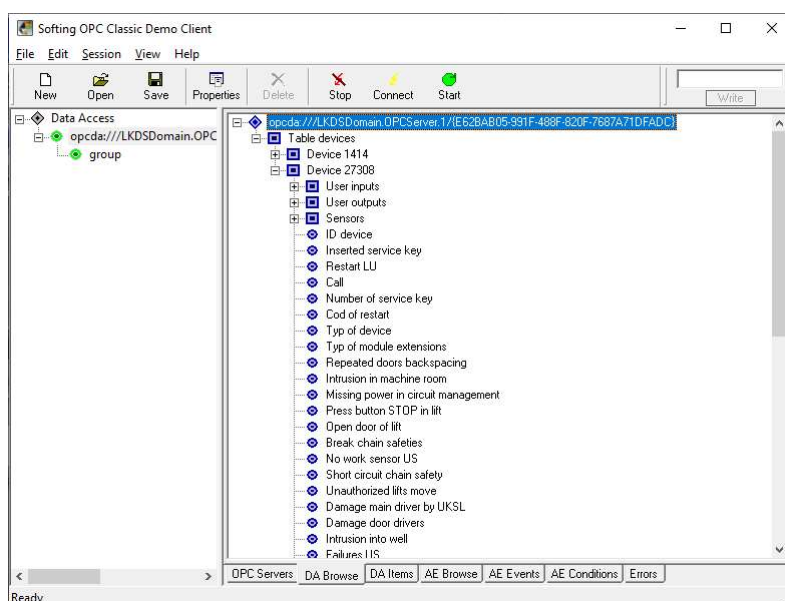 Softing OPC Classic Demo Client
File Edit Session View Help
New Open Save Properties Delete Stop Connect Start Write
Data Access
opcda:///LKDSDomain.OPC
group
opcda:///LKDSDomain.OPCServer.1/{E62BAB05-991F-488F-820F-7687A71DFADC}
Table devices
Device 1414
Device 27308
User inputs
User outputs
Sensors
ID device
Inserted service key
Restart LU
Call
Number of service key
Cod of restart
Typ of device
Typ of module extensions
Repeated doors backspacing
Intrusion in machine room
Missing power in circuit management
Press button STOP in lift
Open door of lift
Break chain safeties
No work sensor US
Short circuit chain safety
Unauthorized lifts move
Damage main driver by UKSL
Damage door drivers
Intrusion into well
Failures US
OPC Servers DA Browse DA Items AE Browse AE Events AE Conditions Errors
Ready